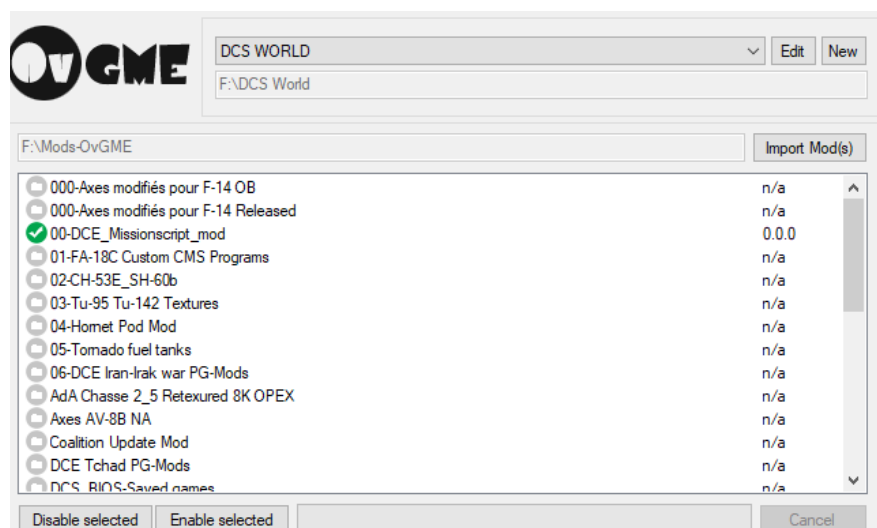 OvGME
DCS WORLD
Edit
New
F:\DCS World
F:\Mods-OvGME
Import Mod(s)
000-Axes modifiés pour F-14 OB n/a
000-Axes modifiés pour F-14 Released n/a
00-DCE_Missionscript_mod 0.0.0
01-FA-18C Custom CMS Programs n/a
02-CH-53E_SH-60b n/a
03-Tu-95 Tu-142 Textures n/a
04-Hornet Pod Mod n/a
05-Tornado fuel tanks n/a
06-DCE Iran-Irak war PG-Mods n/a
AdA Chasse 2_5 Retexured 8K OPEX n/a
Axes AV-8B NA n/a
Coalition Update Mod n/a
DCE Tchad PG-Mods n/a
DCS_BIOS-Saved games n/a
Disable selected
Enable selected
Cancel